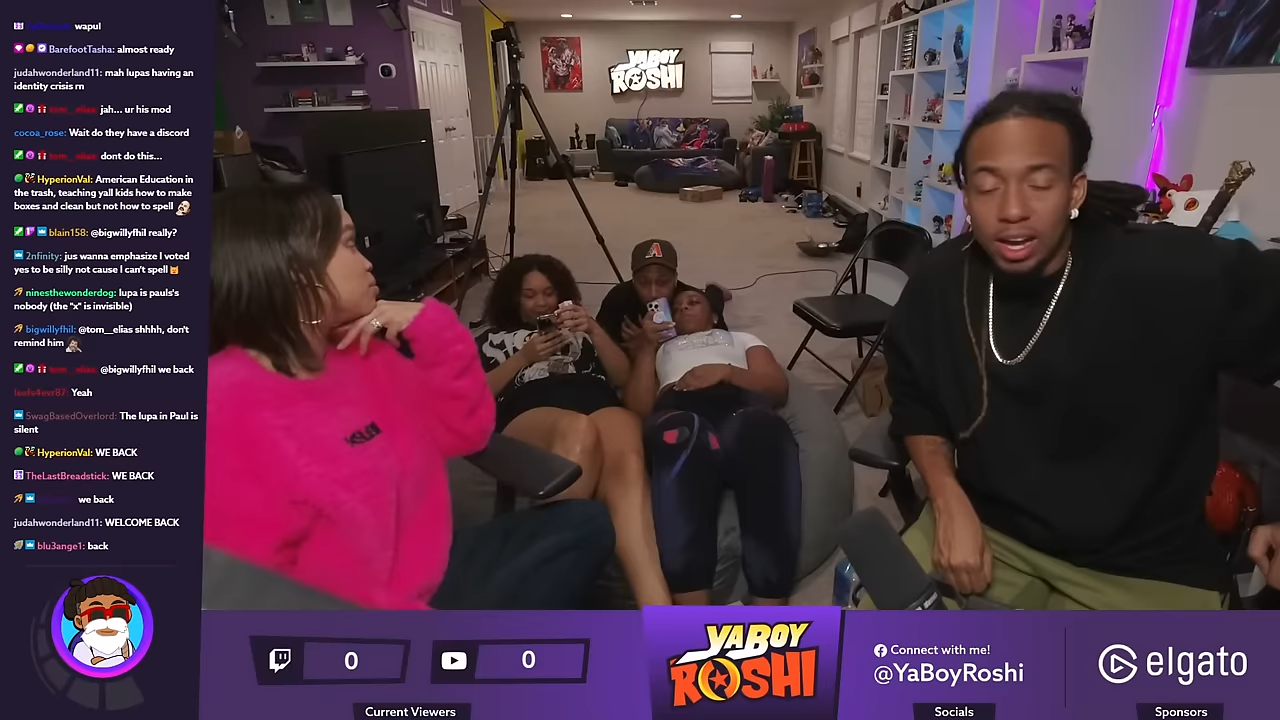 wapul
BarefootTasha: almost ready
judahwonderland11: mah lupas having an
identity crisis rn
tom__elias: jah... ur his mod
cocoa_rose: Wait do they have a discord
tom__elias: dont do this...
HyperionVal: American Education in
the trash, teaching yall kids how to make
boxes and clean but not how to spell
blain158: @bigwillyfhil really?
2nfinity: jus wanna emphasize I voted
yes to be silly not cause I can't spell
ninesthewonderdog: lupa is pauls's
nobody (the "x" is invisible)
bigwillyfhil: @tom__elias shhhh, don't
remind him
tom__elias: @bigwillyfhil we back
Yeah
SwagBasedOverlord: The lupa in Paul is
silent
HyperionVal: WE BACK
TheLastBreadstick: WE BACK
we back
judahwonderland11: WELCOME BACK
blu3ange1: back
YABOY
ROSHI
A
0
0
Current Viewers
YABOY
ROSHI
Connect with me!
@YaBoyRoshi
Socials
elgato
Sponsors